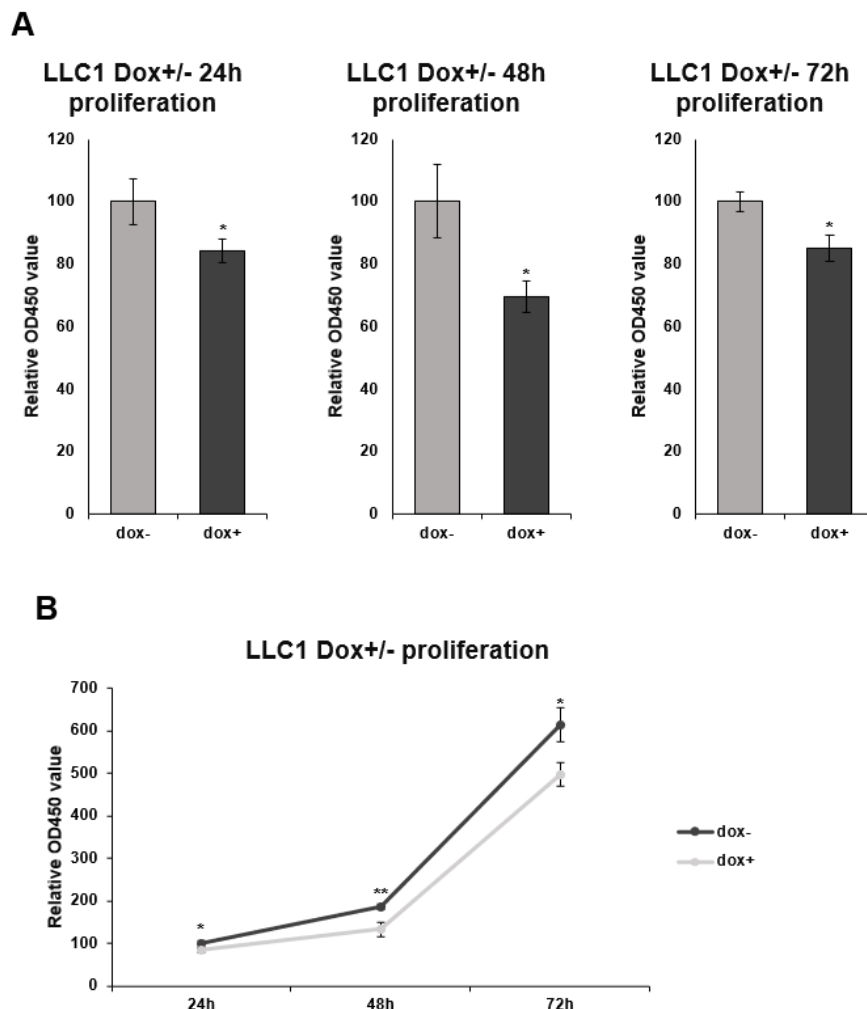 A
LLC1 Dox+/- 24h
proliferation
Relative OD450 value
120
100
80
60
40
20
0
*
dox-
dox+
LLC1 Dox+/- 48h
proliferation
Relative OD450 value
120
100
80
60
40
20
0
*
dox-
dox+
LLC1 Dox+/- 72h
proliferation
Relative OD450 value
120
100
80
60
40
20
0
*
dox-
dox+
B
LLC1 Dox+/- proliferation
Relative OD450 value
700
600
500
400
300
200
100
0
*
**
*
24h
48h
72h
dox-
dox+